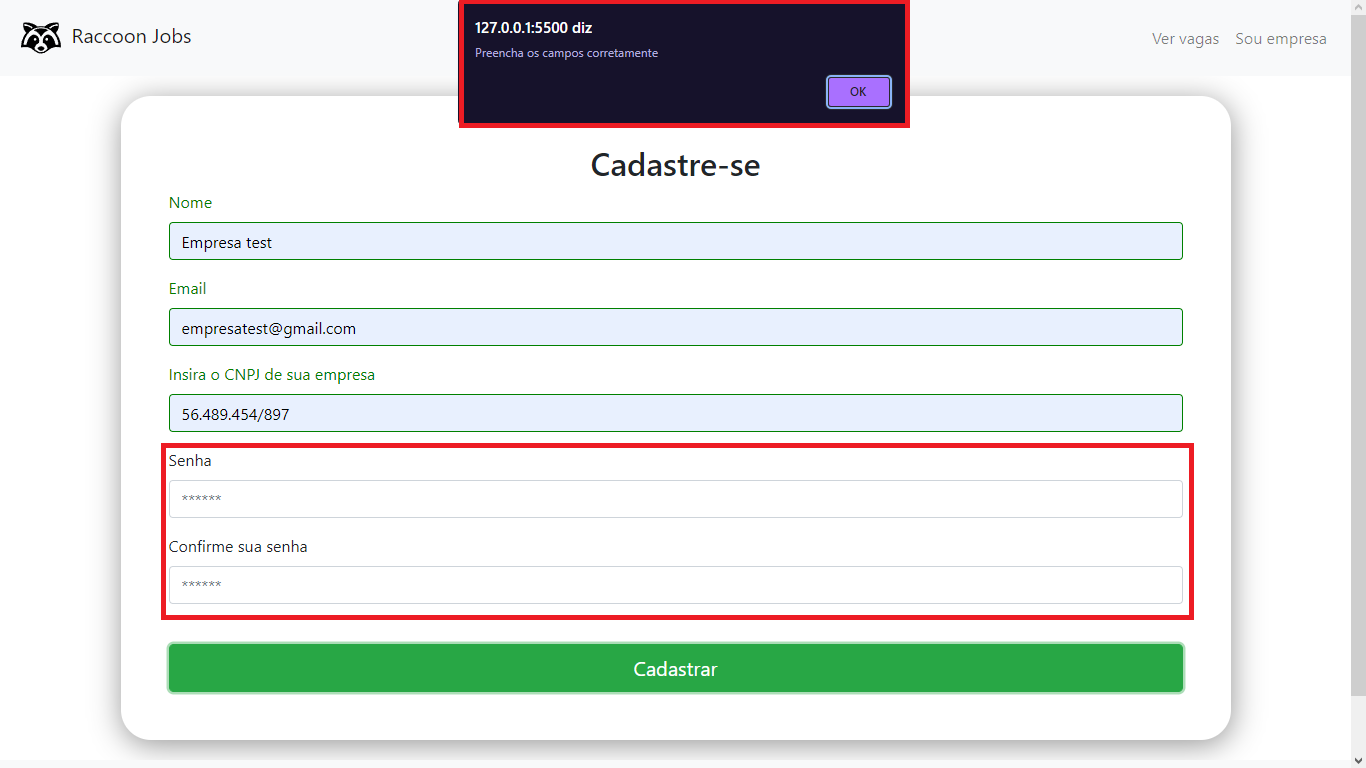 Raccoon Jobs
127.0.0.1:5500 diz
Preencha os campos corretamente
OK
Ver vagas
Sou empresa
Cadastre-se
Nome
Empresa test
Email
empresatest@gmail.com
Insira o CNPJ de sua empresa
56.489.454/897
Senha
******
Confirme sua senha
******
Cadastrar